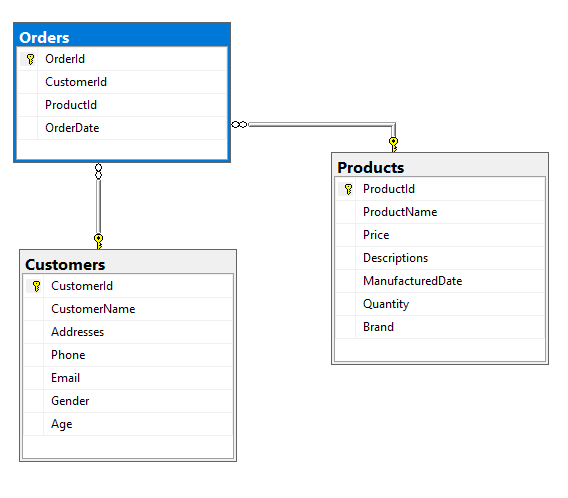 Orders
OrderId
CustomerId
ProductId
OrderDate
Products
ProductId
ProductName
Price
Descriptions
ManufacturedDate
Quantity
Brand
Customers
CustomerId
CustomerName
Addresses
Phone
Email
Gender
Age